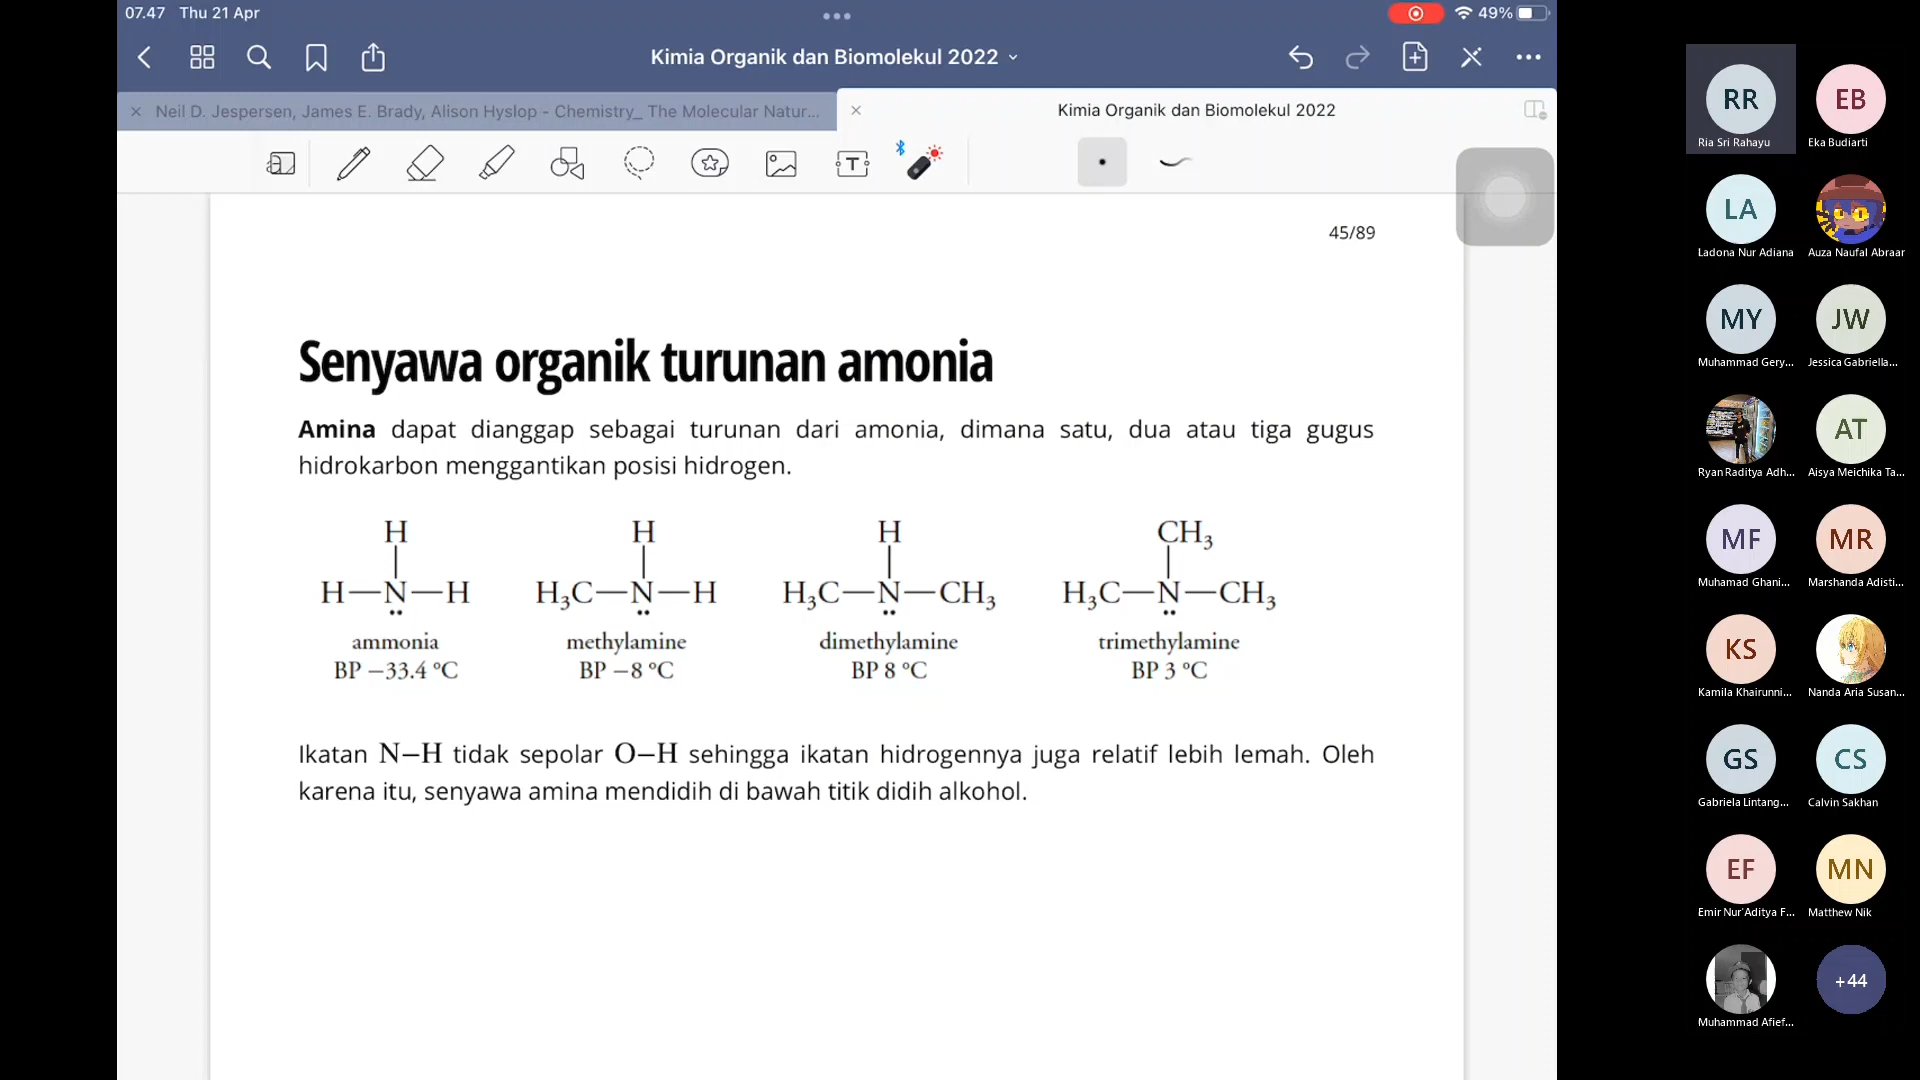 07.47 Thu 21 Apr
49%
Kimia Organik dan Biomolekul 2022
Neil D. Jespersen, James E. Brady, Alison Hyslop - Chemistry_ The Molecular Natur...
Kimia Organik dan Biomolekul 2022
T
45/89
Senyawa organik turunan amonia
Amina dapat dianggap sebagai turunan dari amonia, dimana satu, dua atau tiga gugus
hidrokarbon menggantikan posisi hidrogen.
H H H CH₃
H—N—H H₃C—N—H H₃C—N—CH₃ H₃C—N—CH₃
ammonia methylamine dimethylamine trimethylamine
BP −33.4 °C BP −8 °C BP 8 °C BP 3 °C
Ikatan N−H tidak sepolar O−H sehingga ikatan hidrogennya juga relatif lebih lemah. Oleh
karena itu, senyawa amina mendidih di bawah titik didih alkohol.
RR EB
Ria Sri Rahayu Eka Budiarti
LA
Ladona Nur Adiana Auza Naufal Abraar
MY JW
Muhammad Gery... Jessica Gabriella...
AT
Ryan Raditya Adh... Aisya Meichika Ta...
MF MR
Muhamad Ghani... Marshanda Adisti...
KS
Kamila Khairunni... Nanda Aria Susan...
GS CS
Gabriela Lintang... Calvin Sakhan
EF MN
Emir Nur'Aditya F... Matthew Nik
+44
Muhammad Afief...